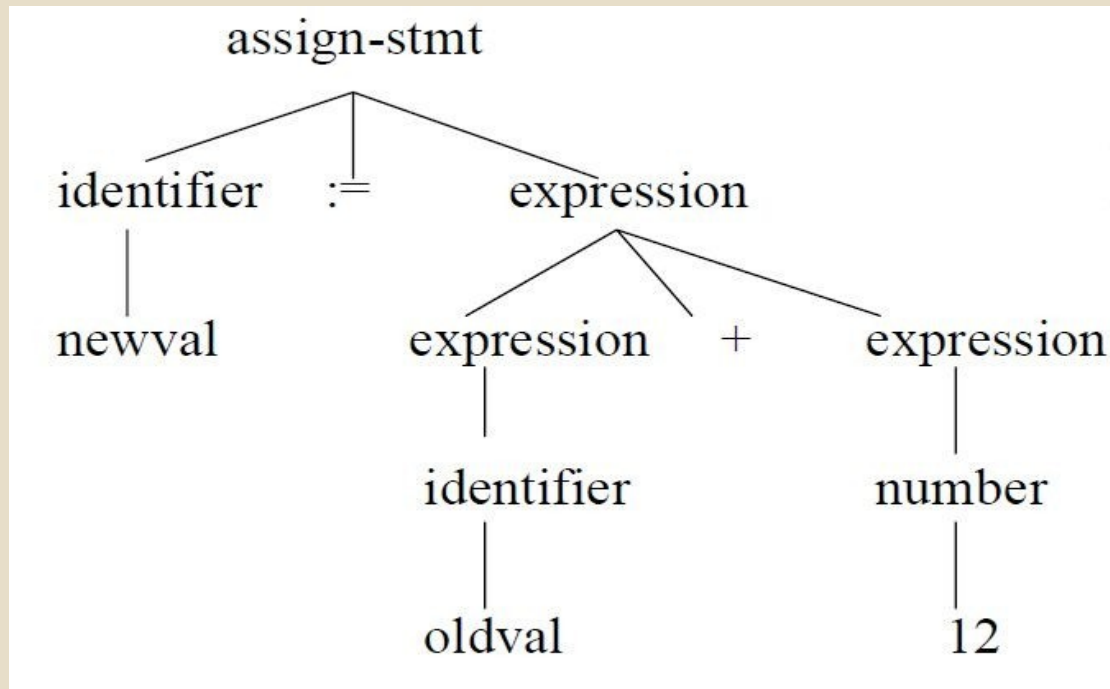 assign-stmt
identifier := expression
newval expression + expression
identifier number
oldval 12